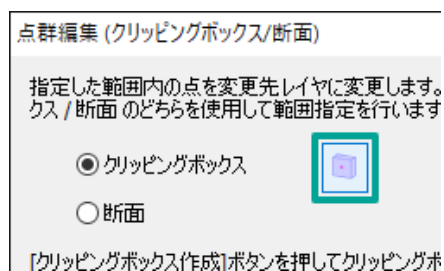 点群編集 (クリッピングボックス/断面)
指定した範囲内の点を変更先レイヤに変更します。
クス / 断面 のどちらを使用して範囲指定を行います
クリッピングボックス
断面
[クリッピングボックス作成]ボタンを押してクリッピングボ